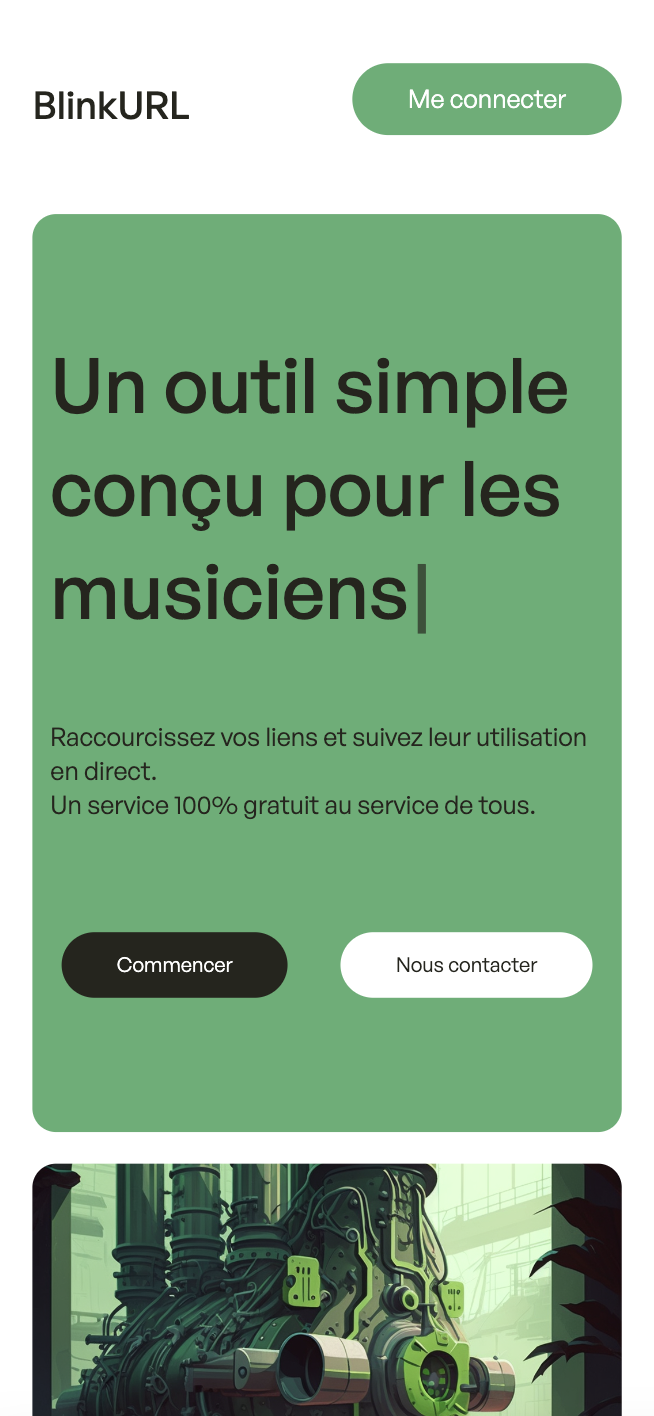 BlinkURL
Me connecter
Un outil simple
conçu pour les
musiciens
Raccourcissez vos liens et suivez leur utilisation
en direct.
Un service 100% gratuit au service de tous.
Commencer
Nous contacter